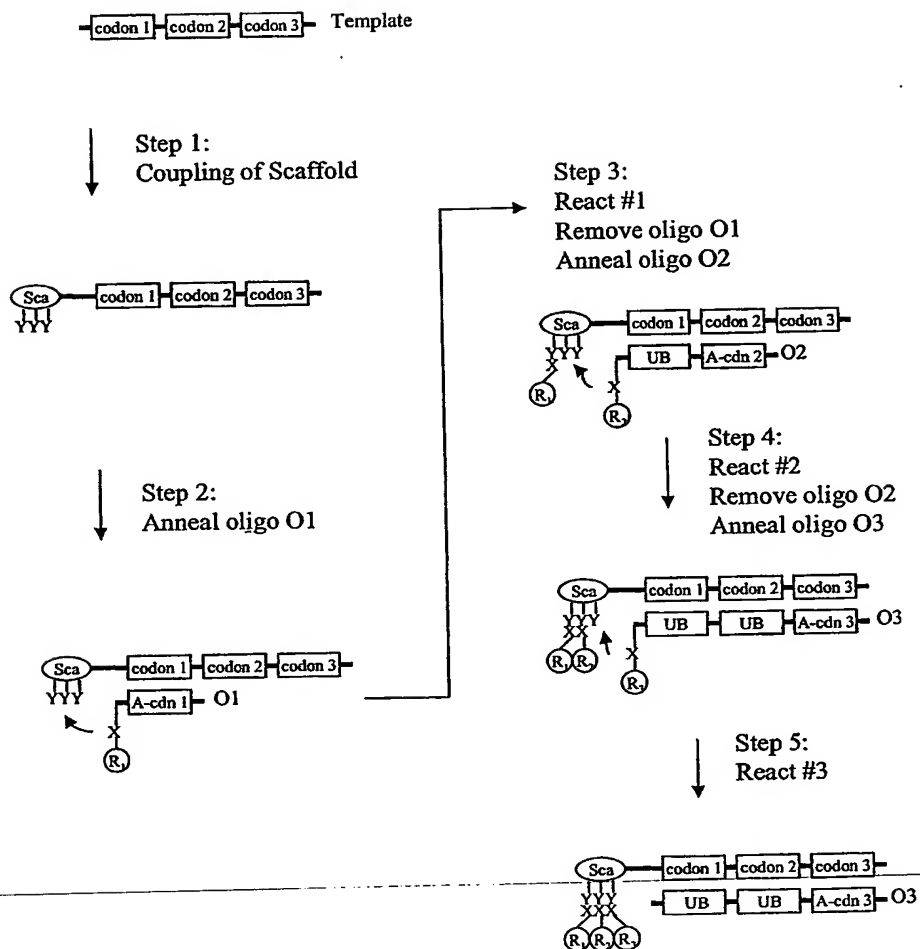 codon 1 codon 2 codon 3 Template
Step 1:
Coupling of Scaffold
Sca codon 1 codon 2 codon 3
Y Y Y
Step 2:
Anneal oligo O1
Sca codon 1 codon 2 codon 3
Y Y Y A-cdn 1 O1
X
R₁
Step 3:
React #1
Remove oligo O1
Anneal oligo O2
Sca codon 1 codon 2 codon 3
Y Y Y UB A-cdn 2 O2
X X
R₁ R₂
Step 4:
React #2
Remove oligo O2
Anneal oligo O3
Sca codon 1 codon 2 codon 3
Y Y Y UB UB A-cdn 3 O3
X X X
R₁ R₂ R₃
Step 5:
React #3
Sca codon 1 codon 2 codon 3
Y Y Y UB UB A-cdn 3 O3
X X X
R₁ R₂ R₃